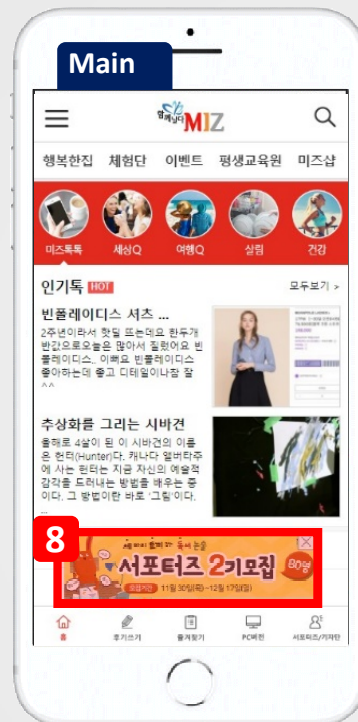 Main
함께넘다 MIZ
행복한집 체험단 이벤트 평생교육원 미즈샵
미즈톡톡 세상Q 여행Q 살림 건강
인기톡 HOT 모두보기 >
빈폴레이디스 셔츠 ...
2주년이라서 핫딜 뜨는데요 한두개
반값으로오늘은 많아서 질렀어요 빈
폴레이디스.. 이뻐요 빈폴레이디스
좋아하는데 좋고 디테일이나참 잘
^^
추상화를 그리는 시바견
올해로 4살이 된 이 시바견의 이름
은 헌터(Hunter)다. 캐나다 앨버타주
에 사는 헌터는 지금 자신의 예술적
감각을 드러내는 방법을 배우는 중
이다. 그 방법이란 바로 '그림'이다.
...
8
서포터즈 2기모집
80명
모집기간 11월 30일(목)~12월 17일(일)
홈 후기쓰기 즐겨찾기 PC버전 서포터즈/기자단